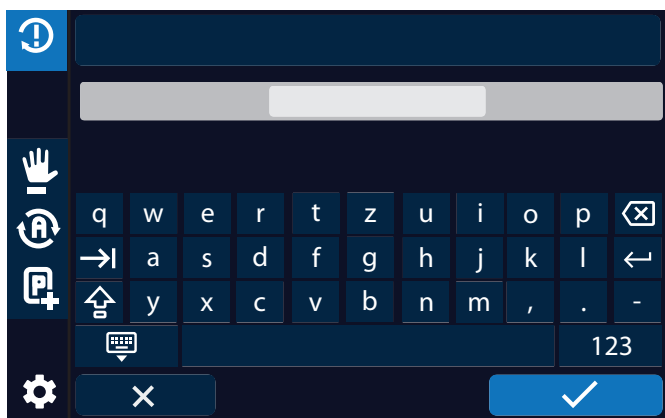 !
A
q w e r t z u i o p
a s d f g h j k l
P
y x c v b n m , . -
123